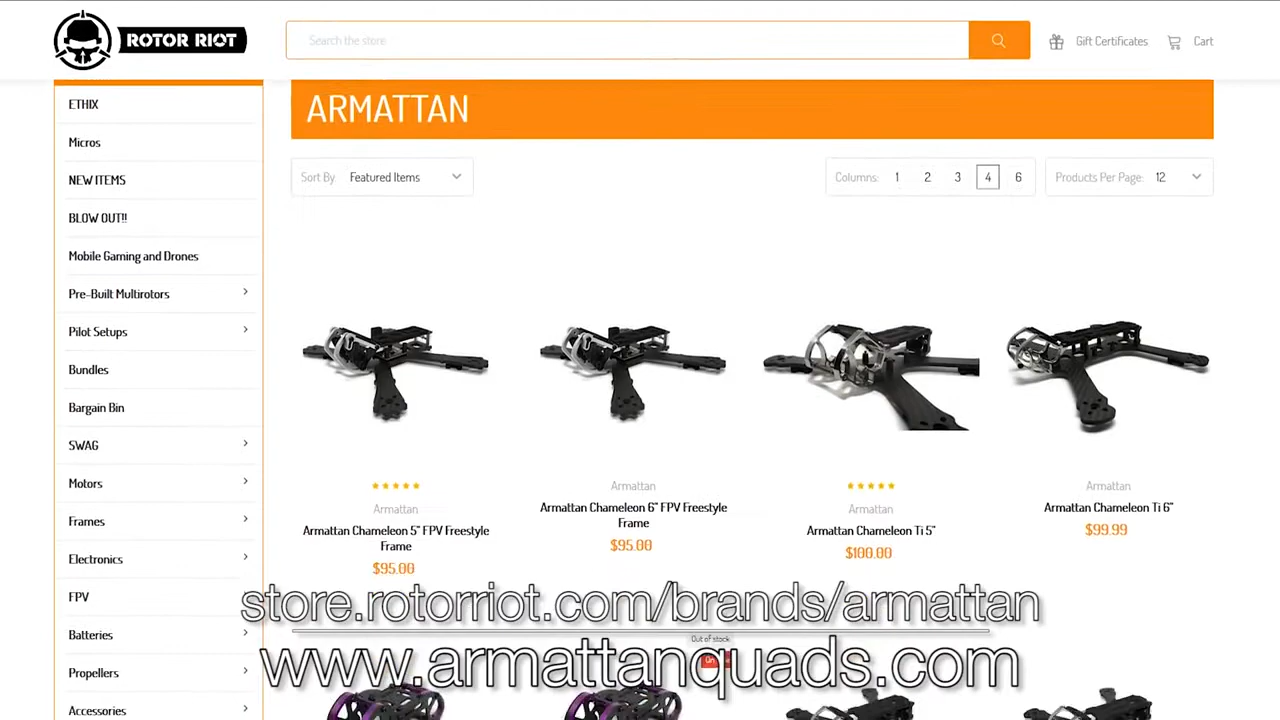 ROTOR RIOT
Search the store
Gift Certificates
Cart
ETHIX
Micros
NEW ITEMS
BLOW OUT!!
Mobile Gaming and Drones
Pre-Built Multirotors
Pilot Setups
Bundles
Bargain Bin
SWAG
Motors
Frames
Electronics
FPV
Batteries
Propellers
Accessories
ARMATTAN
Sort By: Featured Items
Columns: 1 2 3 4 6
Products Per Page: 12
Armattan
Armattan Chameleon 5" FPV Freestyle
Frame
$95.00
Armattan
Armattan Chameleon 6" FPV Freestyle
Frame
$95.00
Armattan
Armattan Chameleon Ti 5"
$100.00
Armattan
Armattan Chameleon Ti 6"
$99.99
store.rotorriot.com/brands/armattan
Out of stock
www.armattanquads.com